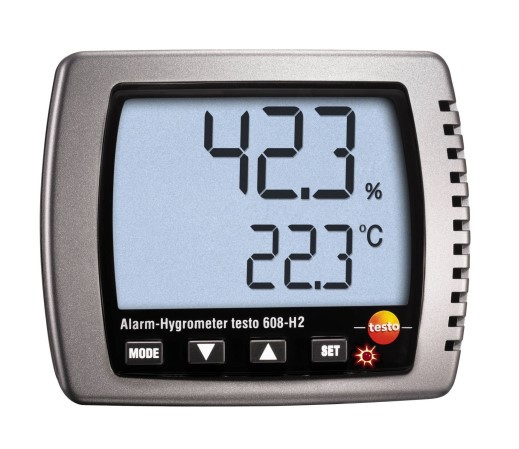 42.3 %
22.3 °C
Alarm-Hygrometer testo 608-H2
testo
MODE ▼ ▲ SET